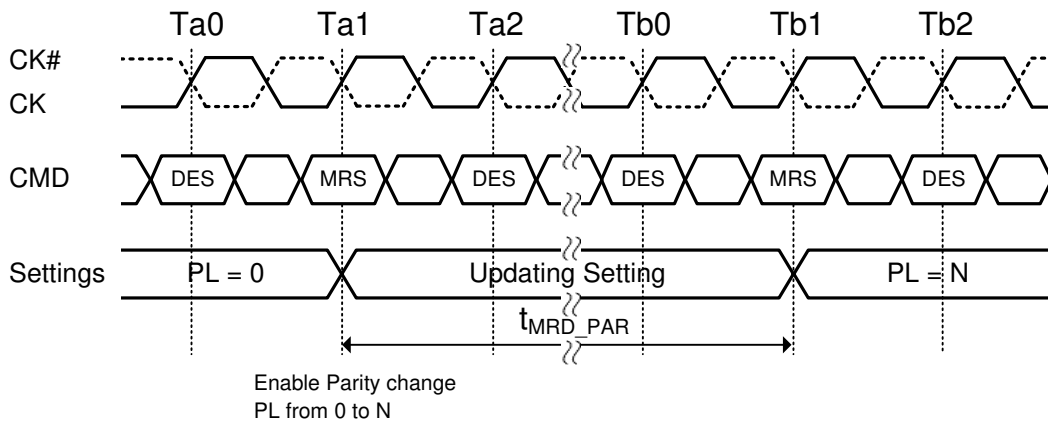 Ta0 Ta1 Ta2 Tb0 Tb1 Tb2
CK#
CK
CMD DES MRS DES DES MRS DES
Settings PL = 0 Updating Setting PL = N
tMRD_PAR
Enable Parity change
PL from 0 to N